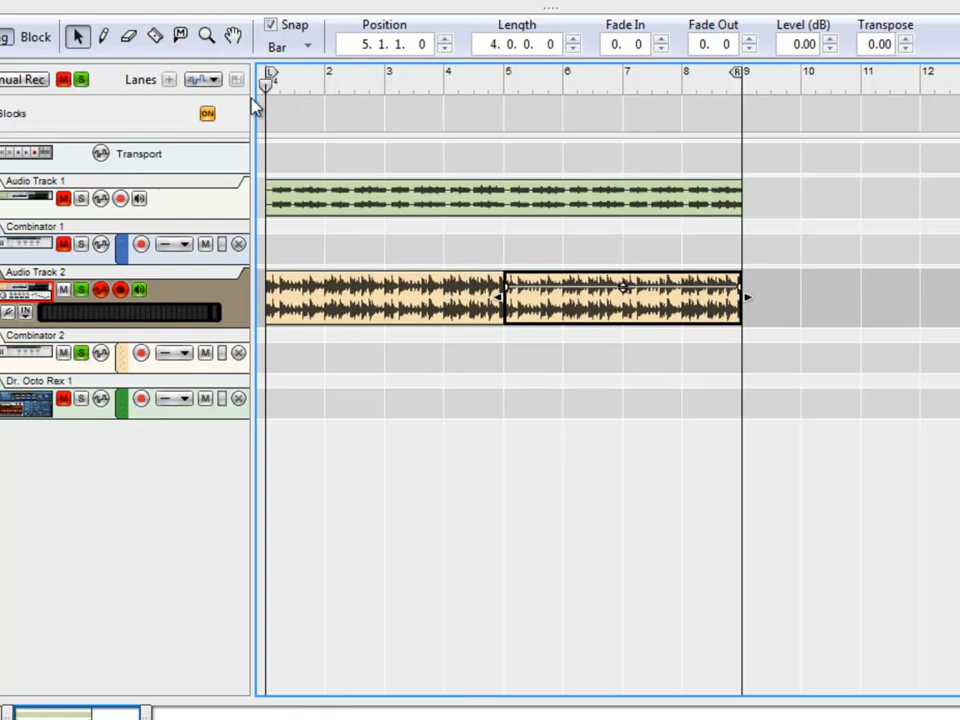 Snap Position Length Fade In Fade Out Level (dB) Transpose
Block Bar 5. 1. 1. 0 4. 0. 0. 0 0. 0 0. 0 0.00 0.00
nual Rec M S Lanes L 2 3 4 5 6 7 8 R 9 10 11 12
4
Blocks ON
Transport
Audio Track 1
M S
Combinator 1
M S M
Audio Track 2
M S
IN
Combinator 2
M S M
Dr. Octo Rex 1
M S M